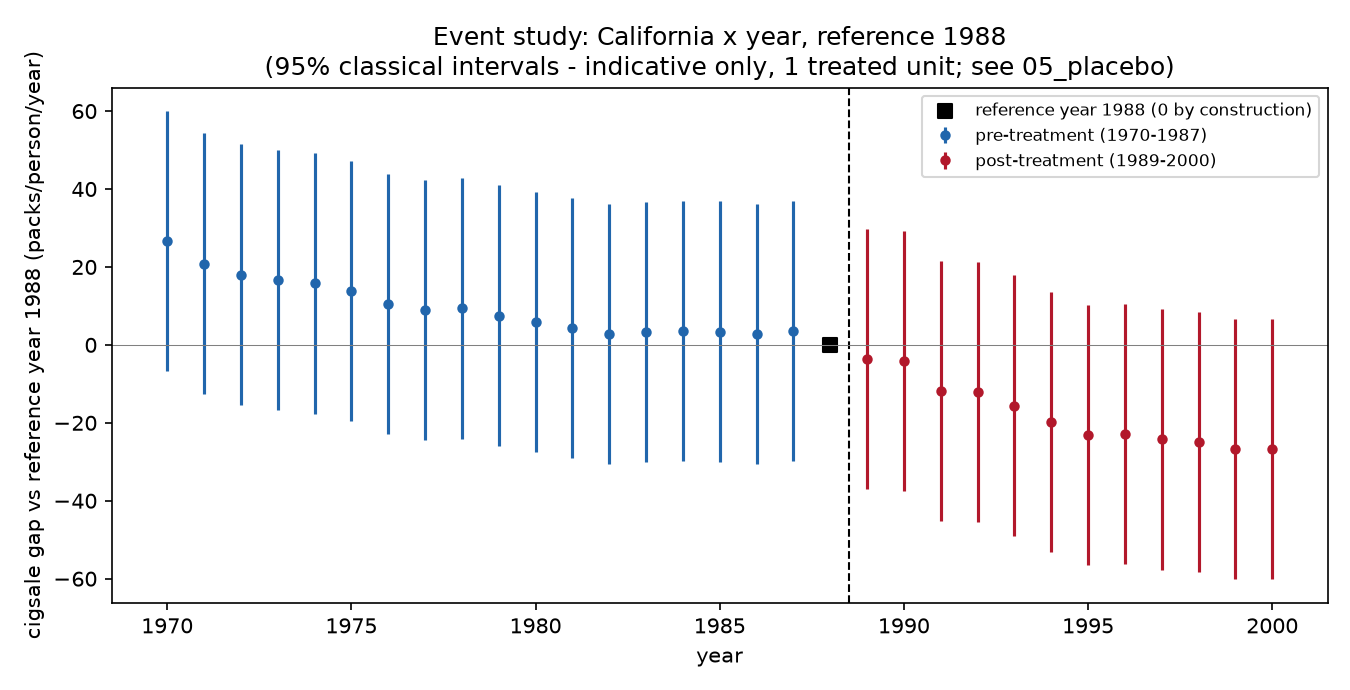 Event study: California x year, reference 1988
(95% classical intervals - indicative only, 1 treated unit; see 05_placebo)
cigsale gap vs reference year 1988 (packs/person/year)
reference year 1988 (0 by construction)
pre-treatment (1970-1987)
post-treatment (1989-2000)
60
40
20
0
−20
−40
−60
1970 1975 1980 1985 1990 1995 2000
year